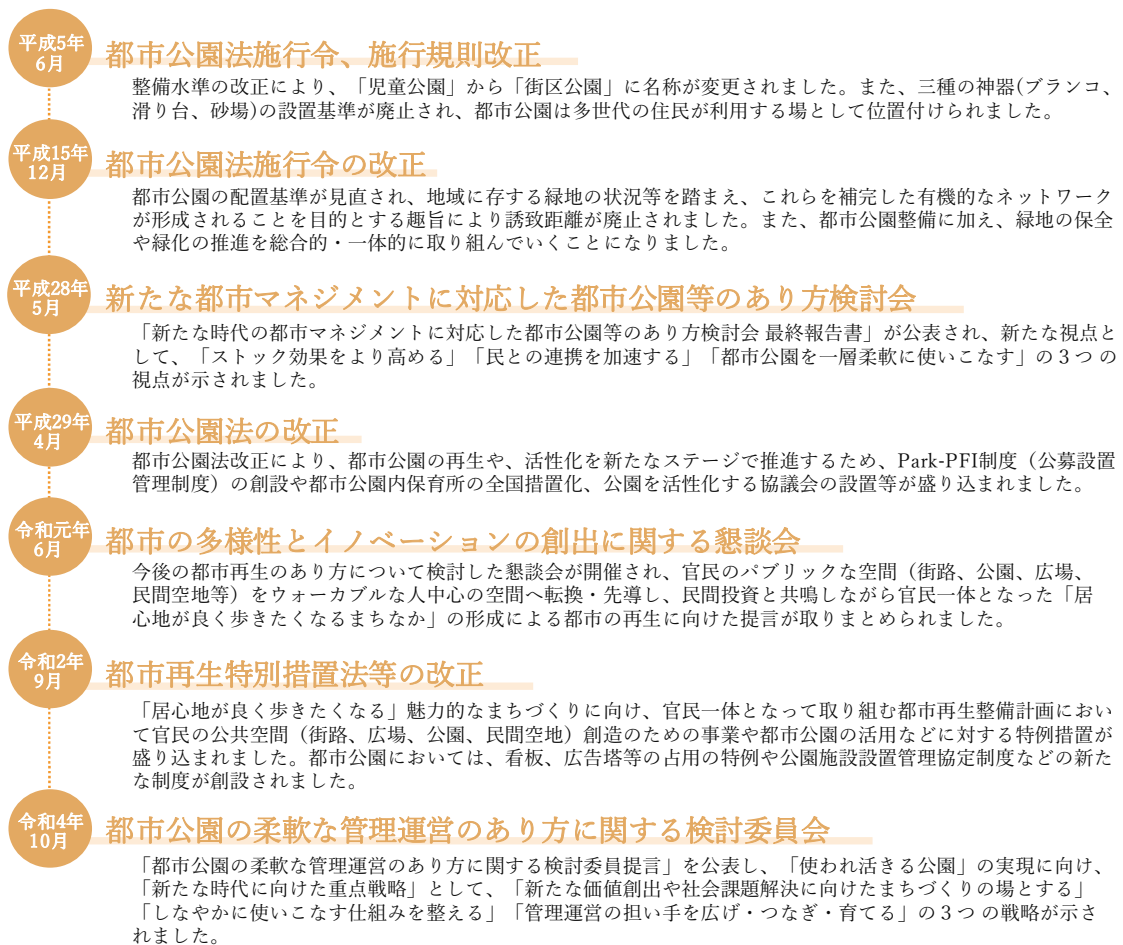 平成5年
6月
都市公園法施行令、施行規則改正
整備水準の改正により、「児童公園」から「街区公園」に名称が変更されました。また、三種の神器(ブランコ、
滑り台、砂場)の設置基準が廃止され、都市公園は多世代の住民が利用する場として位置付けられました。
平成15年
12月
都市公園法施行令の改正
都市公園の配置基準が見直され、地域に存する緑地の状況等を踏まえ、これらを補完した有機的なネットワーク
が形成されることを目的とする趣旨により誘致距離が廃止されました。また、都市公園整備に加え、緑地の保全
や緑化の推進を総合的・一体的に取り組んでいくことになりました。
平成28年
5月
新たな都市マネジメントに対応した都市公園等のあり方検討会
「新たな時代の都市マネジメントに対応した都市公園等のあり方検討会 最終報告書」が公表され、新たな視点と
して、「ストック効果をより高める」「民との連携を加速する」「都市公園を一層柔軟に使いこなす」の３つ の
視点が示されました。
平成29年
4月
都市公園法の改正
都市公園法改正により、都市公園の再生や、活性化を新たなステージで推進するため、Park-PFI制度（公募設置
管理制度）の創設や都市公園内保育所の全国措置化、公園を活性化する協議会の設置等が盛り込まれました。
令和元年
6月
都市の多様性とイノベーションの創出に関する懇談会
今後の都市再生のあり方について検討した懇談会が開催され、官民のパブリックな空間（街路、公園、広場、
民間空地等）をウォーカブルな人中心の空間へ転換・先導し、民間投資と共鳴しながら官民一体となった「居
心地が良く歩きたくなるまちなか」の形成による都市の再生に向けた提言が取りまとめられました。
令和2年
9月
都市再生特別措置法等の改正
「居心地が良く歩きたくなる」魅力的なまちづくりに向け、官民一体となって取り組む都市再生整備計画におい
て官民の公共空間（街路、広場、公園、民間空地）創造のための事業や都市公園の活用などに対する特例措置が
盛り込まれました。都市公園においては、看板、広告塔等の占用の特例や公園施設設置管理協定制度などの新た
な制度が創設されました。
令和4年
10月
都市公園の柔軟な管理運営のあり方に関する検討委員会
「都市公園の柔軟な管理運営のあり方に関する検討委員提言」を公表し、「使われ活きる公園」の実現に向け、
「新たな時代に向けた重点戦略」として、「新たな価値創出や社会課題解決に向けたまちづくりの場とする」
「しなやかに使いこなす仕組みを整える」「管理運営の担い手を広げ・つなぎ・育てる」の３つ の戦略が示さ
れました。